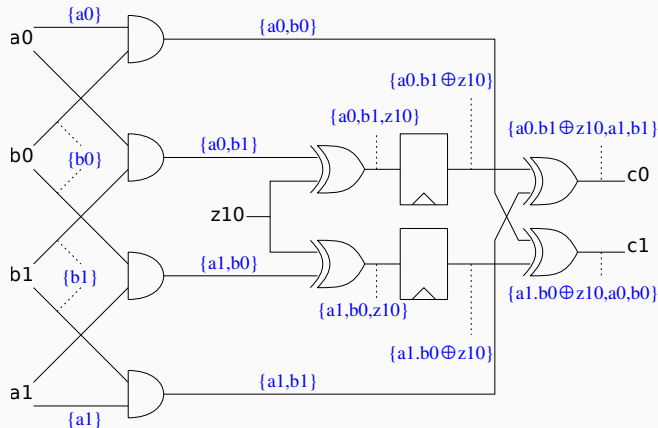 {a0}
{a0,b0}
a0
{a0.b1⊕z10}
{a0,b1,z10}
{a0.b1⊕z10,a1,b1}
{a0,b1}
b0
{b0}
c0
z10
c1
{a1,b0}
b1
{b1}
{a1,b0,z10}
{a1.b0⊕z10,a0,b0}
{a1.b0⊕z10}
{a1,b1}
a1
{a1}